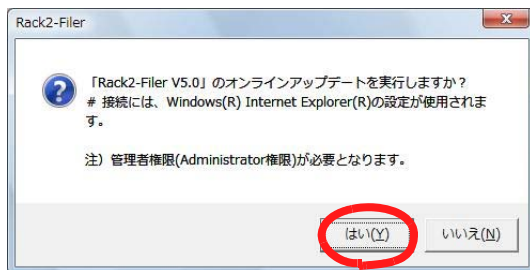 Rack2-Filer
「Rack2-Filer V5.0」のオンラインアップデートを実行しますか？
# 接続には、Windows(R) Internet Explorer(R)の設定が使用されま
す。
注）管理者権限(Administrator権限)が必要となります。
はい(Y)
いいえ(N)